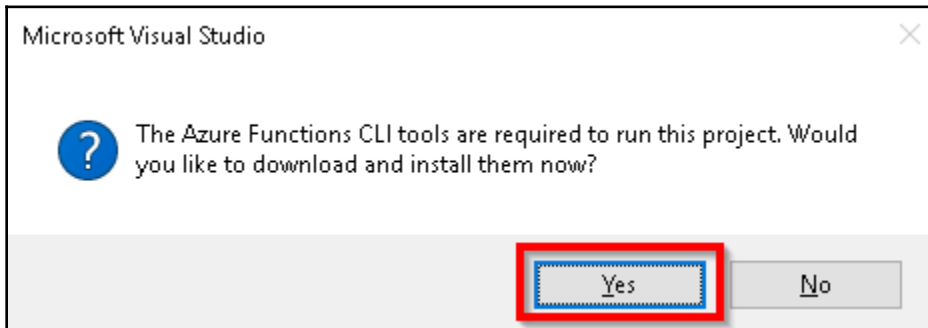 Microsoft Visual Studio
?
The Azure Functions CLI tools are required to run this project. Would
you like to download and install them now?
Yes
No